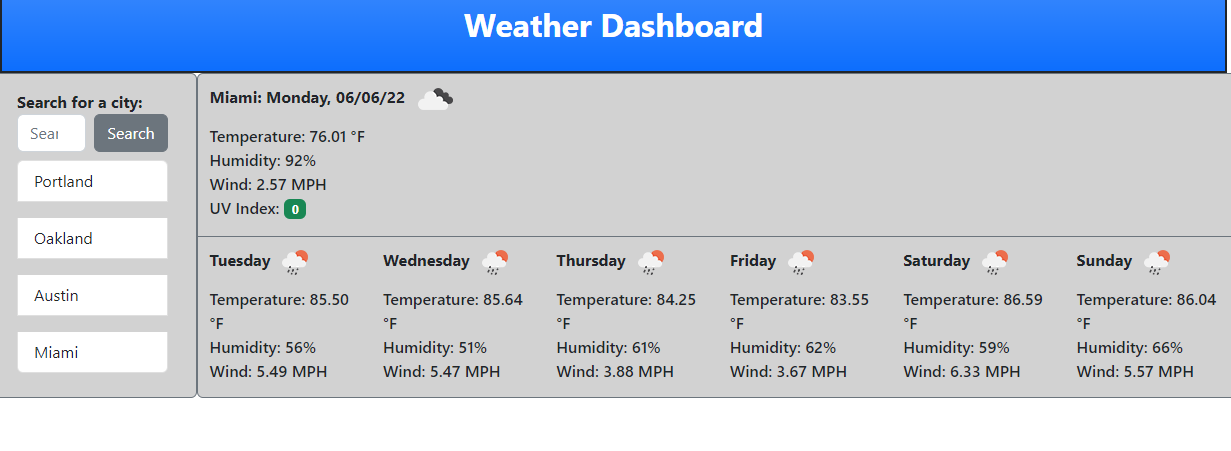 Weather Dashboard
Search for a city:
Sear
Search
Portland
Oakland
Austin
Miami
Miami: Monday, 06/06/22
Temperature: 76.01 °F
Humidity: 92%
Wind: 2.57 MPH
UV Index: 0
Tuesday
Temperature: 85.50
°F
Humidity: 56%
Wind: 5.49 MPH
Wednesday
Temperature: 85.64
°F
Humidity: 51%
Wind: 5.47 MPH
Thursday
Temperature: 84.25
°F
Humidity: 61%
Wind: 3.88 MPH
Friday
Temperature: 83.55
°F
Humidity: 62%
Wind: 3.67 MPH
Saturday
Temperature: 86.59
°F
Humidity: 59%
Wind: 6.33 MPH
Sunday
Temperature: 86.04
°F
Humidity: 66%
Wind: 5.57 MPH